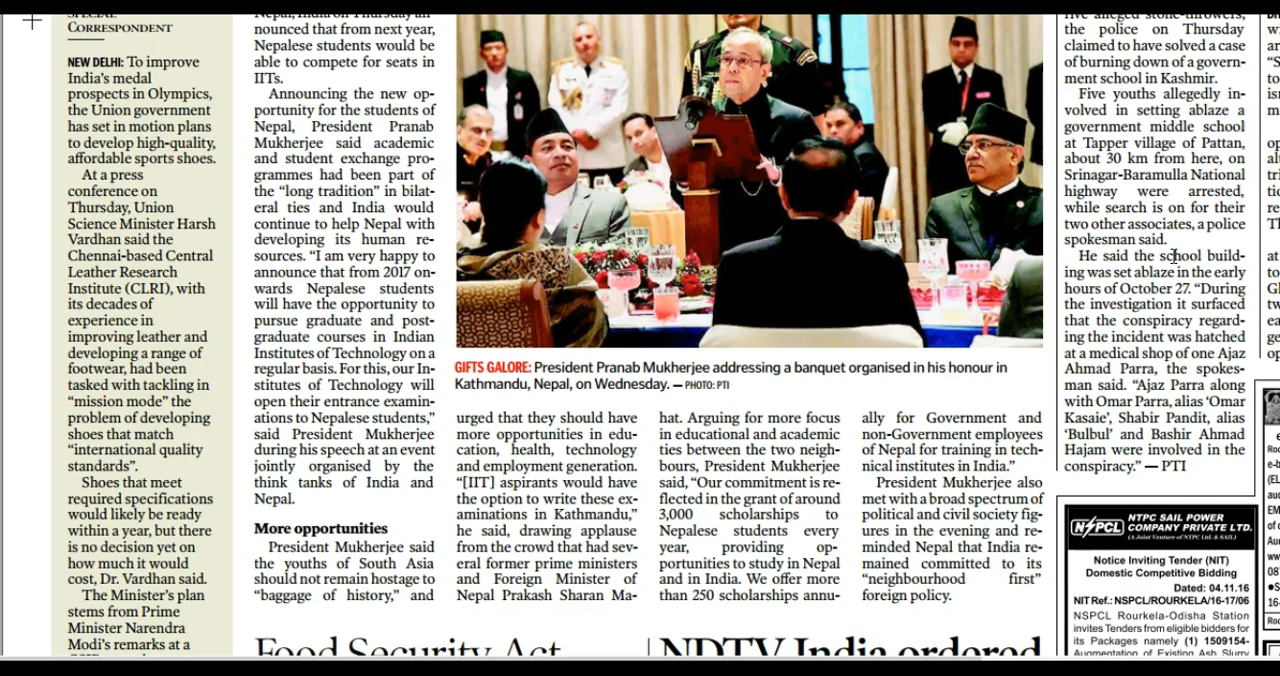 SPECIAL
CORRESPONDENT
NEW DELHI: To improve
India's medal
prospects in Olympics,
the Union government
has set in motion plans
to develop high-quality,
affordable sports shoes.
At a press
conference on
Thursday, Union
Science Minister Harsh
Vardhan said the
Chennai-based Central
Leather Research
Institute (CLRI), with
its decades of
experience in
improving leather and
developing a range of
footwear, had been
tasked with tackling in
"mission mode" the
problem of developing
shoes that match
"international quality
standards".
Shoes that meet
required specifications
would likely be ready
within a year, but there
is no decision yet on
how much it would
cost, Dr. Vardhan said.
The Minister's plan
stems from Prime
Minister Narendra
Modi's remarks at a
Nepal, India on Thursday an-
nounced that from next year,
Nepalese students would be
able to compete for seats in
IITs.
Announcing the new op-
portunity for the students of
Nepal, President Pranab
Mukherjee said academic
and student exchange pro-
grammes had been part of
the "long tradition" in bilat-
eral ties and India would
continue to help Nepal with
developing its human re-
sources. "I am very happy to
announce that from 2017 on-
wards Nepalese students
will have the opportunity to
pursue graduate and post-
graduate courses in Indian
Institutes of Technology on a
regular basis. For this, our In-
stitutes of Technology will
open their entrance examin-
ations to Nepalese students,"
said President Mukherjee
during his speech at an event
jointly organised by the
think tanks of India and
Nepal.
More opportunities
President Mukherjee said
the youths of South Asia
should not remain hostage to
"baggage of history," and
GIFTS GALORE: President Pranab Mukherjee addressing a banquet organised in his honour in
Kathmandu, Nepal, on Wednesday. — PHOTO: PTI
urged that they should have
more opportunities in edu-
cation, health, technology
and employment generation.
"[IIT] aspirants would have
the option to write these ex-
aminations in Kathmandu,"
he said, drawing applause
from the crowd that had sev-
eral former prime ministers
and Foreign Minister of
Nepal Prakash Sharan Ma-
hat. Arguing for more focus
in educational and academic
ties between the two neigh-
bours, President Mukherjee
said, "Our commitment is re-
flected in the grant of around
3,000 scholarships to
Nepalese students every
year, providing op-
portunities to study in Nepal
and in India. We offer more
than 250 scholarships annu-
ally for Government and
non-Government employees
of Nepal for training in tech-
nical institutes in India."
President Mukherjee also
met with a broad spectrum of
political and civil society fig-
ures in the evening and re-
minded Nepal that India re-
mained committed to its
"neighbourhood first"
foreign policy.
Food Security Act
NDTV India ordered
five alleged stone-throwers,
the police on Thursday
claimed to have solved a case
of burning down of a govern-
ment school in Kashmir.
Five youths allegedly in-
volved in setting ablaze a
government middle school
at Tapper village of Pattan,
about 30 km from here, on
Srinagar-Baramulla National
highway were arrested,
while search is on for their
two other associates, a police
spokesman said.
He said the school build-
ing was set ablaze in the early
hours of October 27. "During
the investigation it surfaced
that the conspiracy regard-
ing the incident was hatched
at a medical shop of one Ajaz
Ahmad Parra, the spokes-
man said. "Ajaz Parra along
with Omar Parra, alias 'Omar
Kasaie', Shabir Pandit, alias
'Bulbul' and Bashir Ahmad
Hajam were involved in the
conspiracy." — PTI
NSPCL
NTPC SAIL POWER
COMPANY PRIVATE LTD.
(A Joint Venture of NTPC Ltd. & SAIL)
Notice Inviting Tender (NIT)
Domestic Competitive Bidding
Dated: 04.11.16
NIT Ref.: NSPCL/ROURKELA/16-17/06
NSPCL Rourkela-Odisha Station
invites Tenders from eligible bidders for
its Packages namely (1) 1509154-
Augmentation of Existing Ash Slurry